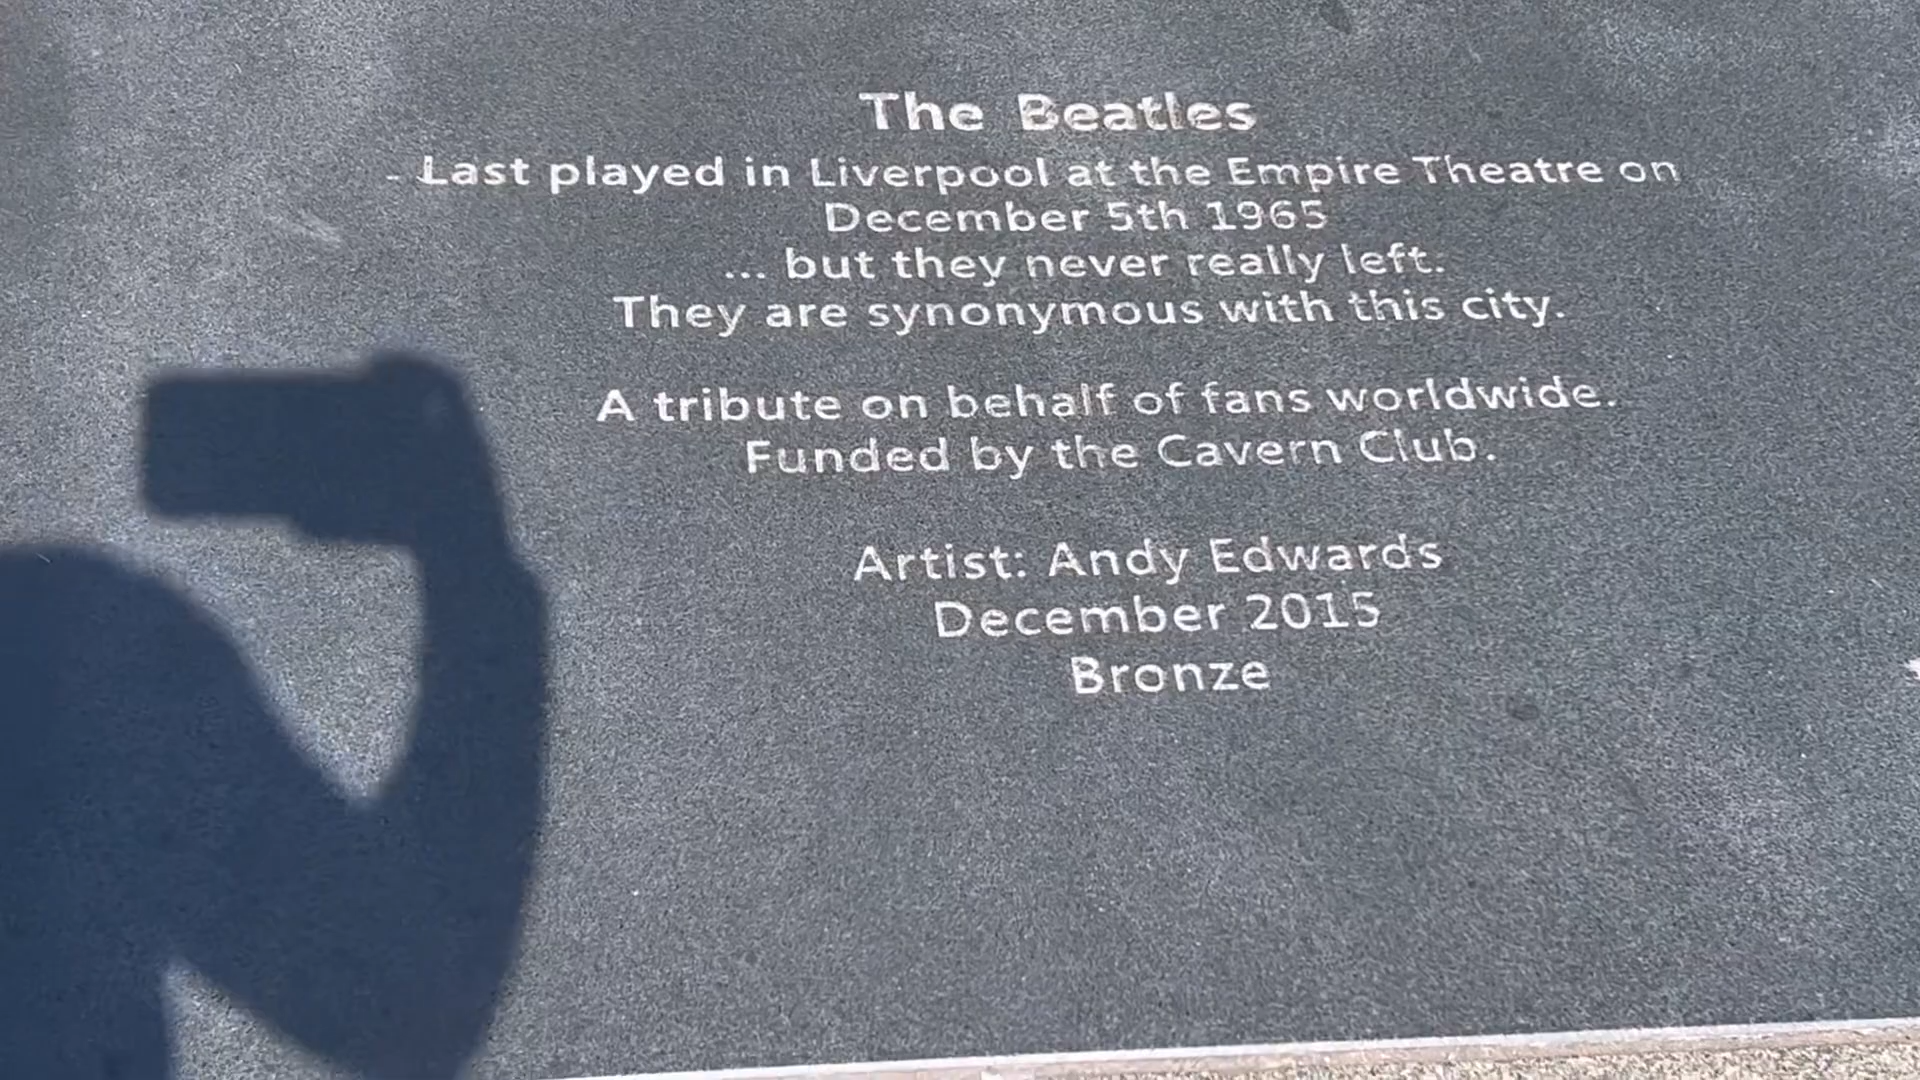 The Beatles
- Last played in Liverpool at the Empire Theatre on
December 5th 1965
... but they never really left.
They are synonymous with this city.
A tribute on behalf of fans worldwide.
Funded by the Cavern Club.
Artist: Andy Edwards
December 2015
Bronze